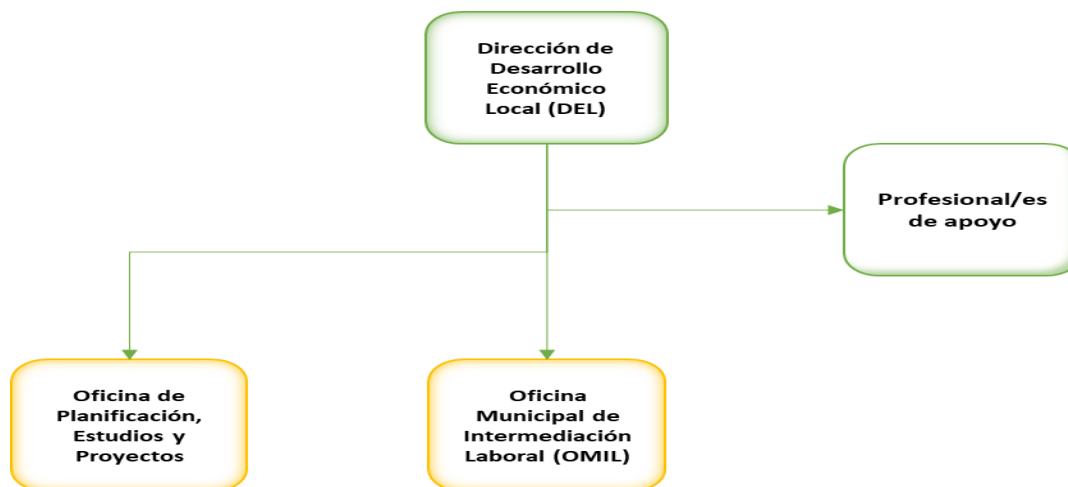 Dirección de
Desarrollo
Económico
Local (DEL)
Profesional/es
de apoyo
Oficina de
Planificación,
Estudios y
Proyectos
Oficina
Municipal de
Intermediación
Laboral (OMIL)